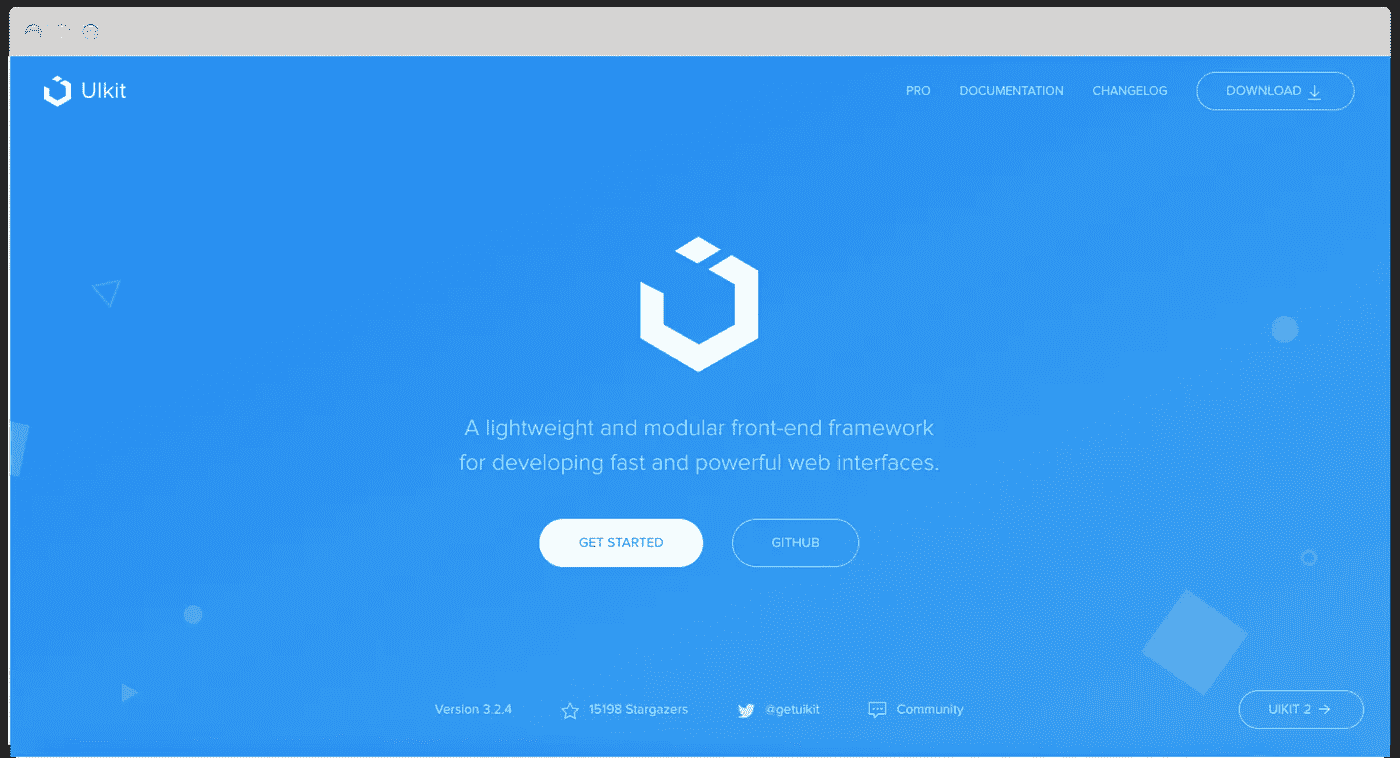 UIkit
PRO DOCUMENTATION CHANGELOG DOWNLOAD
A lightweight and modular front-end framework
for developing fast and powerful web interfaces.
GET STARTED GITHUB
Version 3.2.4 15198 Stargazers @getuikit Community
UIKIT 2